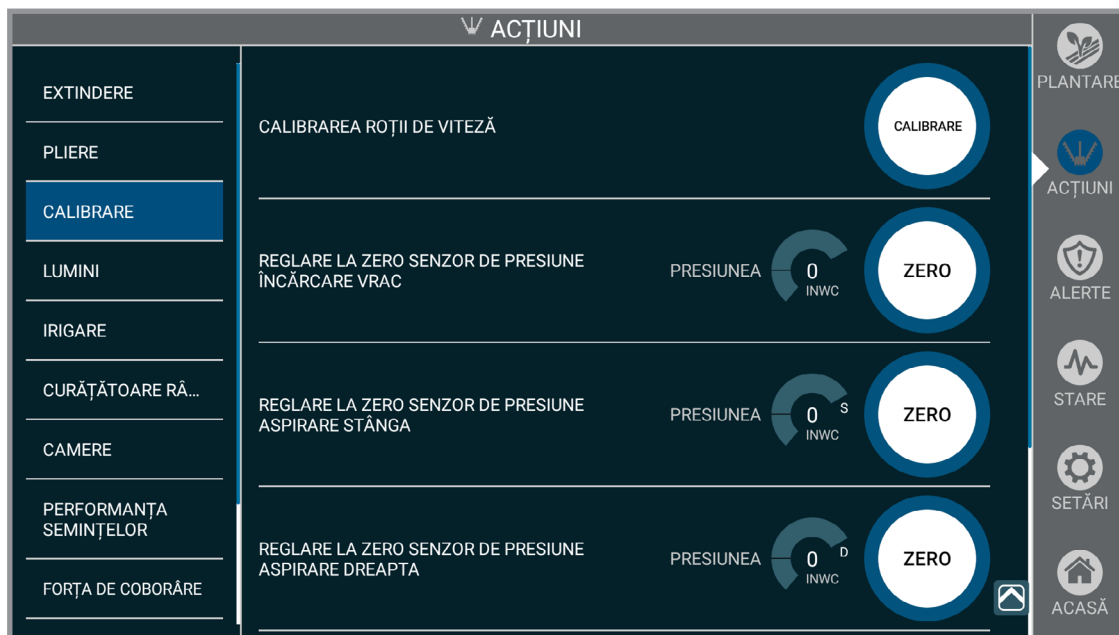 ACȚIUNI
EXTINDERE
PLIERE
CALIBRARE
LUMINI
IRIGARE
CURĂȚĂTOARE RÂ...
CAMERE
PERFORMANȚA
SEMINȚELOR
FORȚA DE COBORÂRE
CALIBRAREA ROȚII DE VITEZĂ
CALIBRARE
REGLARE LA ZERO SENZOR DE PRESIUNE
ÎNCĂRCARE VRAC
PRESIUNEA
0
INWC
ZERO
REGLARE LA ZERO SENZOR DE PRESIUNE
ASPIRARE STÂNGA
PRESIUNEA
0 S
INWC
ZERO
REGLARE LA ZERO SENZOR DE PRESIUNE
ASPIRARE DREAPTA
PRESIUNEA
0 D
INWC
ZERO
PLANTARE
ACȚIUNI
ALERTE
STARE
SETĂRI
ACASĂ